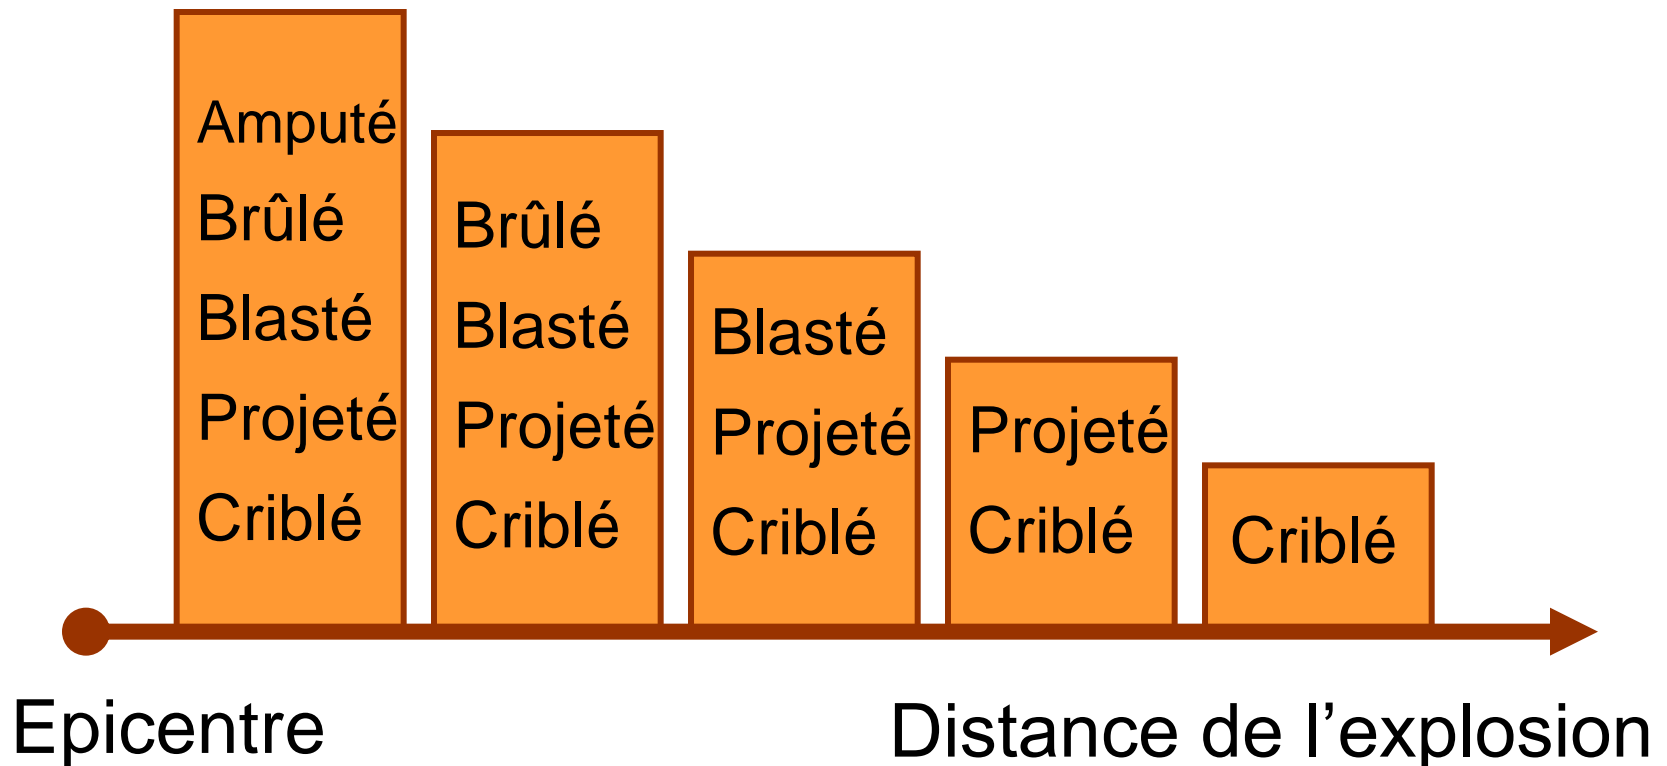 Amputé
Brûlé
Blasté
Projeté
Criblé
Brûlé
Blasté
Projeté
Criblé
Blasté
Projeté
Criblé
Projeté
Criblé
Criblé
Epicentre
Distance de l’explosion